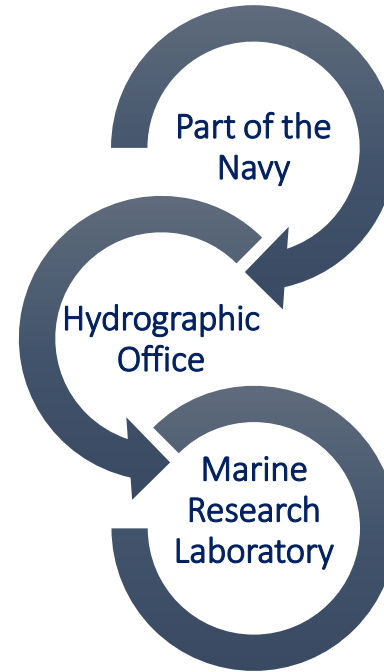 Part of the
Navy
Hydrographic
Office
Marine
Research
Laboratory